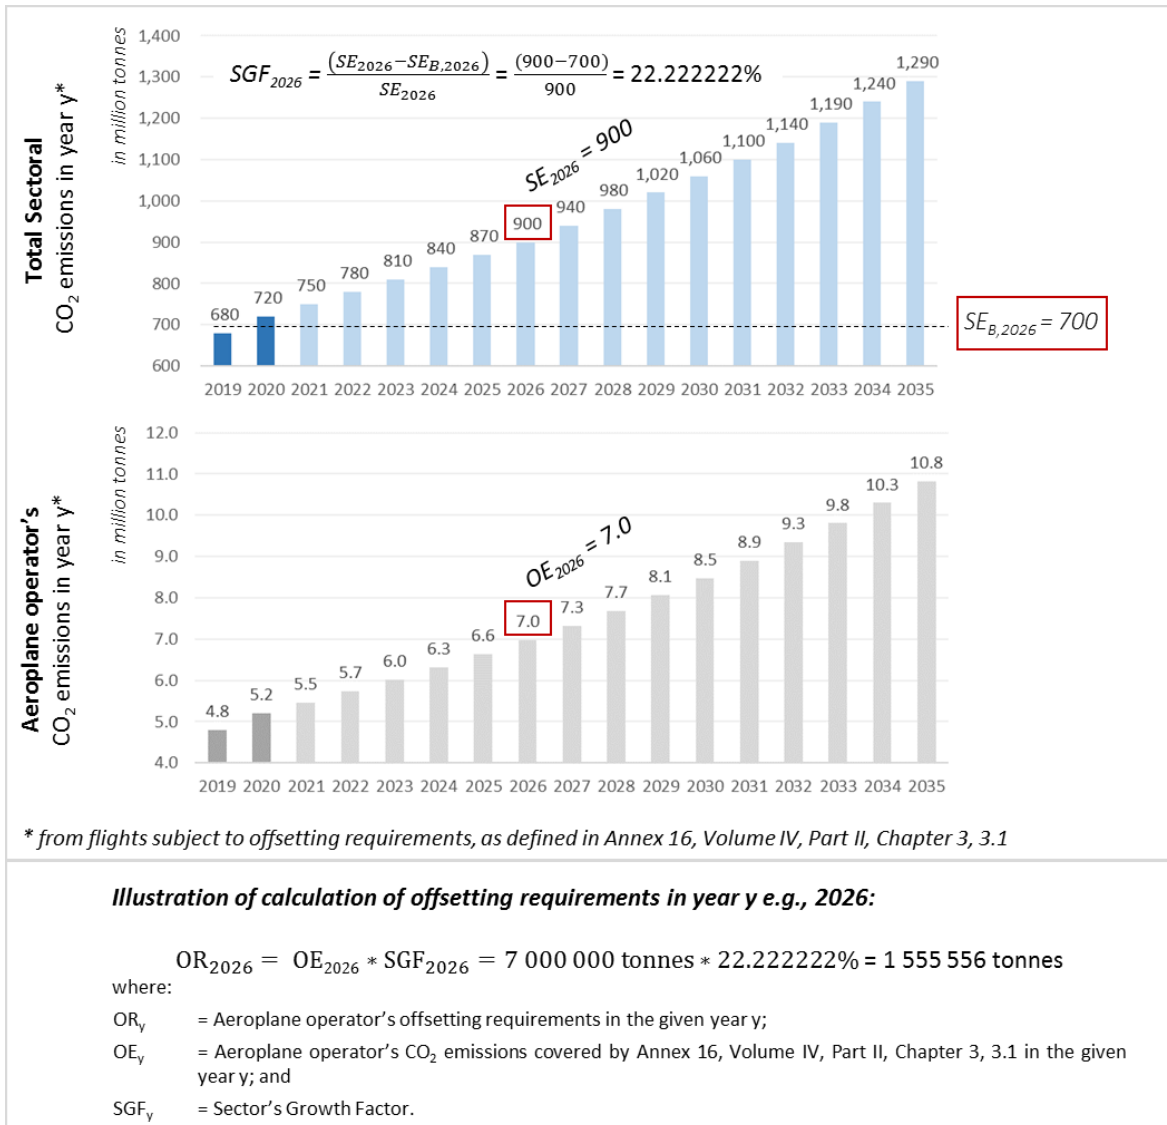 Total Sectoral
CO₂ emissions in year y*
in million tonnes
1,400
1,300
1,200
1,100
1,000
900
800
700
600
SGF₂₀₂₆ = (SE₂₀₂₆−SE_B,₂₀₂₆) / SE₂₀₂₆ = (900−700) / 900 = 22.222222%
SE₂₀₂₆ = 900
680
720
750
780
810
840
870
900
940
980
1,020
1,060
1,100
1,140
1,190
1,240
1,290
SE_B,2026 = 700
2019 2020 2021 2022 2023 2024 2025 2026 2027 2028 2029 2030 2031 2032 2033 2034 2035
Aeroplane operator's
CO₂ emissions in year y*
in million tonnes
12.0
11.0
10.0
9.0
8.0
7.0
6.0
5.0
4.0
OE₂₀₂₆ = 7.0
4.8
5.2
5.5
5.7
6.0
6.3
6.6
7.0
7.3
7.7
8.1
8.5
8.9
9.3
9.8
10.3
10.8
2019 2020 2021 2022 2023 2024 2025 2026 2027 2028 2029 2030 2031 2032 2033 2034 2035
* from flights subject to offsetting requirements, as defined in Annex 16, Volume IV, Part II, Chapter 3, 3.1
Illustration of calculation of offsetting requirements in year y e.g., 2026:
OR₂₀₂₆ = OE₂₀₂₆ * SGF₂₀₂₆ = 7 000 000 tonnes * 22.222222% = 1 555 556 tonnes
where:
ORy = Aeroplane operator's offsetting requirements in the given year y;
OEy = Aeroplane operator's CO₂ emissions covered by Annex 16, Volume IV, Part II, Chapter 3, 3.1 in the given
year y; and
SGFy = Sector's Growth Factor.